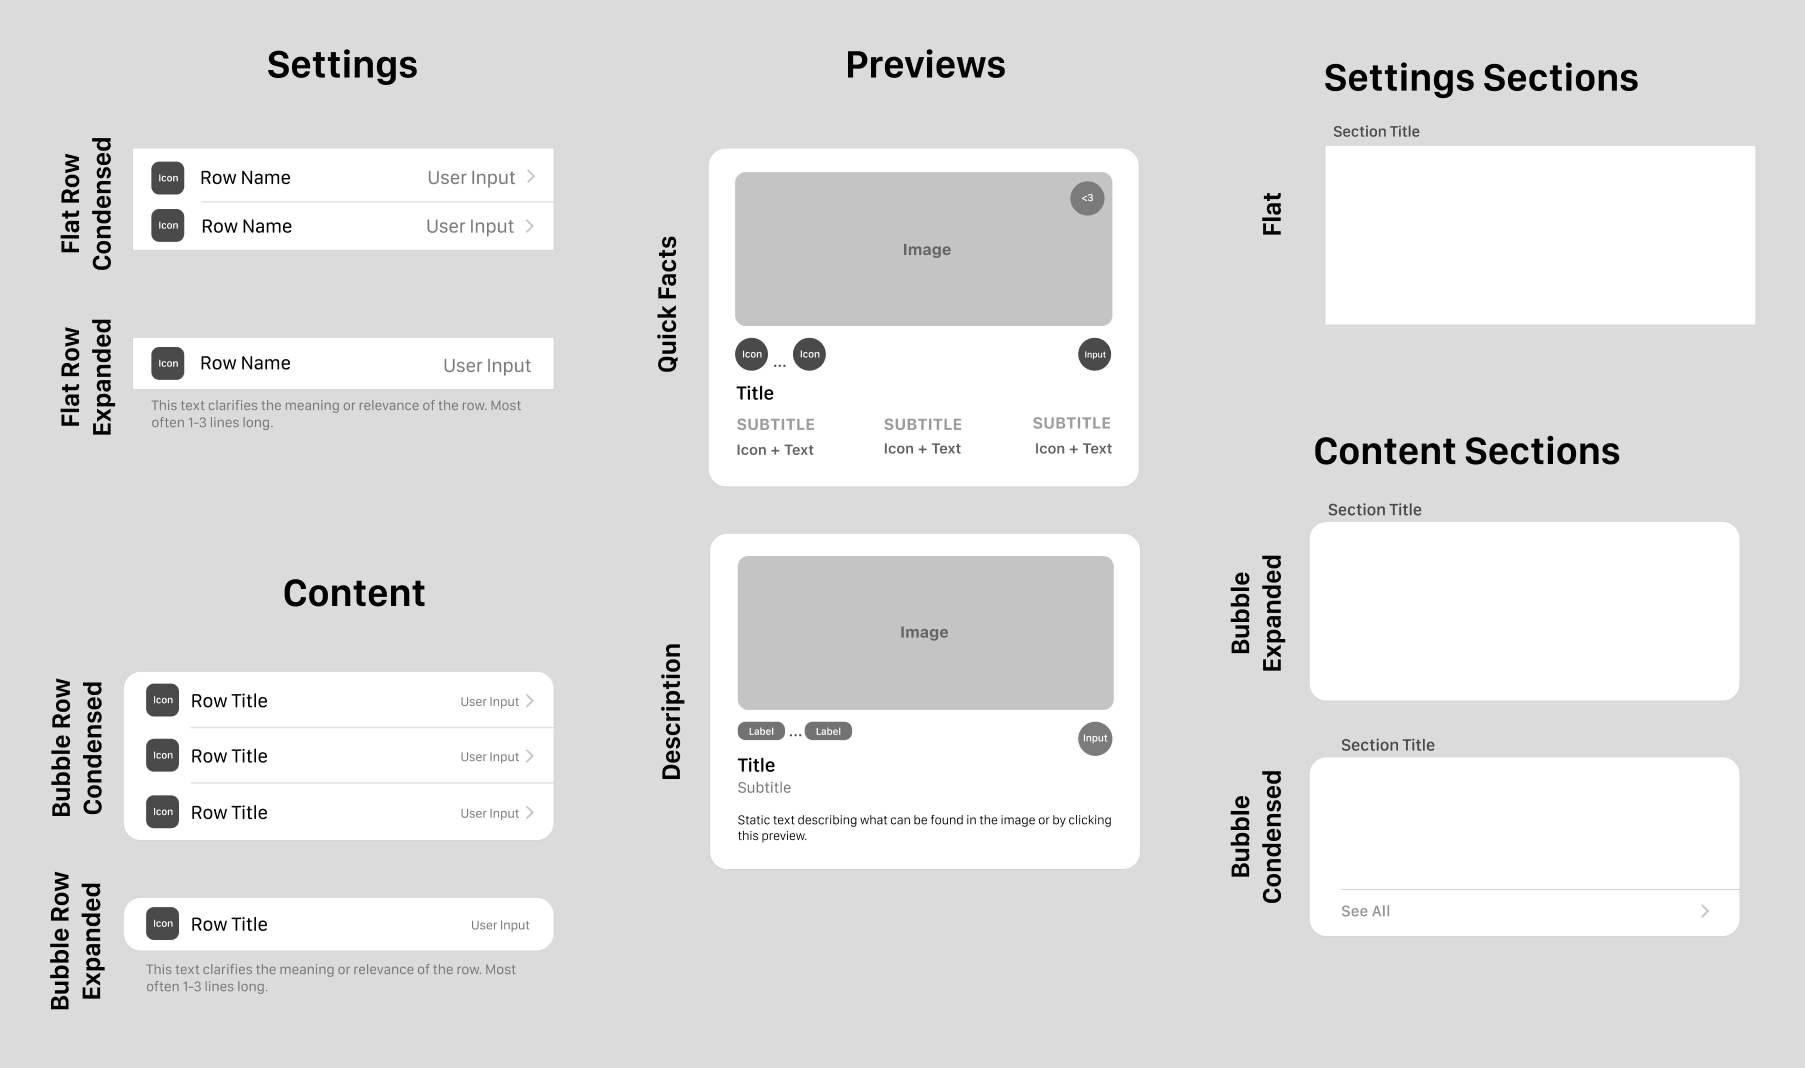 Settings
Flat Row
Condensed
Icon
Row Name
User Input
Icon
Row Name
User Input
Flat Row
Expanded
Icon
Row Name
User Input
This text clarifies the meaning or relevance of the row. Most
often 1-3 lines long.
Content
Bubble Row
Condensed
Icon
Row Title
User Input
Icon
Row Title
User Input
Icon
Row Title
User Input
Bubble Row
Expanded
Icon
Row Title
User Input
This text clarifies the meaning or relevance of the row. Most
often 1-3 lines long.
Previews
Quick Facts
<3
Image
Icon
...
Icon
Input
Title
SUBTITLE
SUBTITLE
SUBTITLE
Icon + Text
Icon + Text
Icon + Text
Description
Image
Label
...
Label
Input
Title
Subtitle
Static text describing what can be found in the image or by clicking
this preview.
Settings Sections
Section Title
Flat
Content Sections
Section Title
Bubble
Expanded
Section Title
Bubble
Condensed
See All